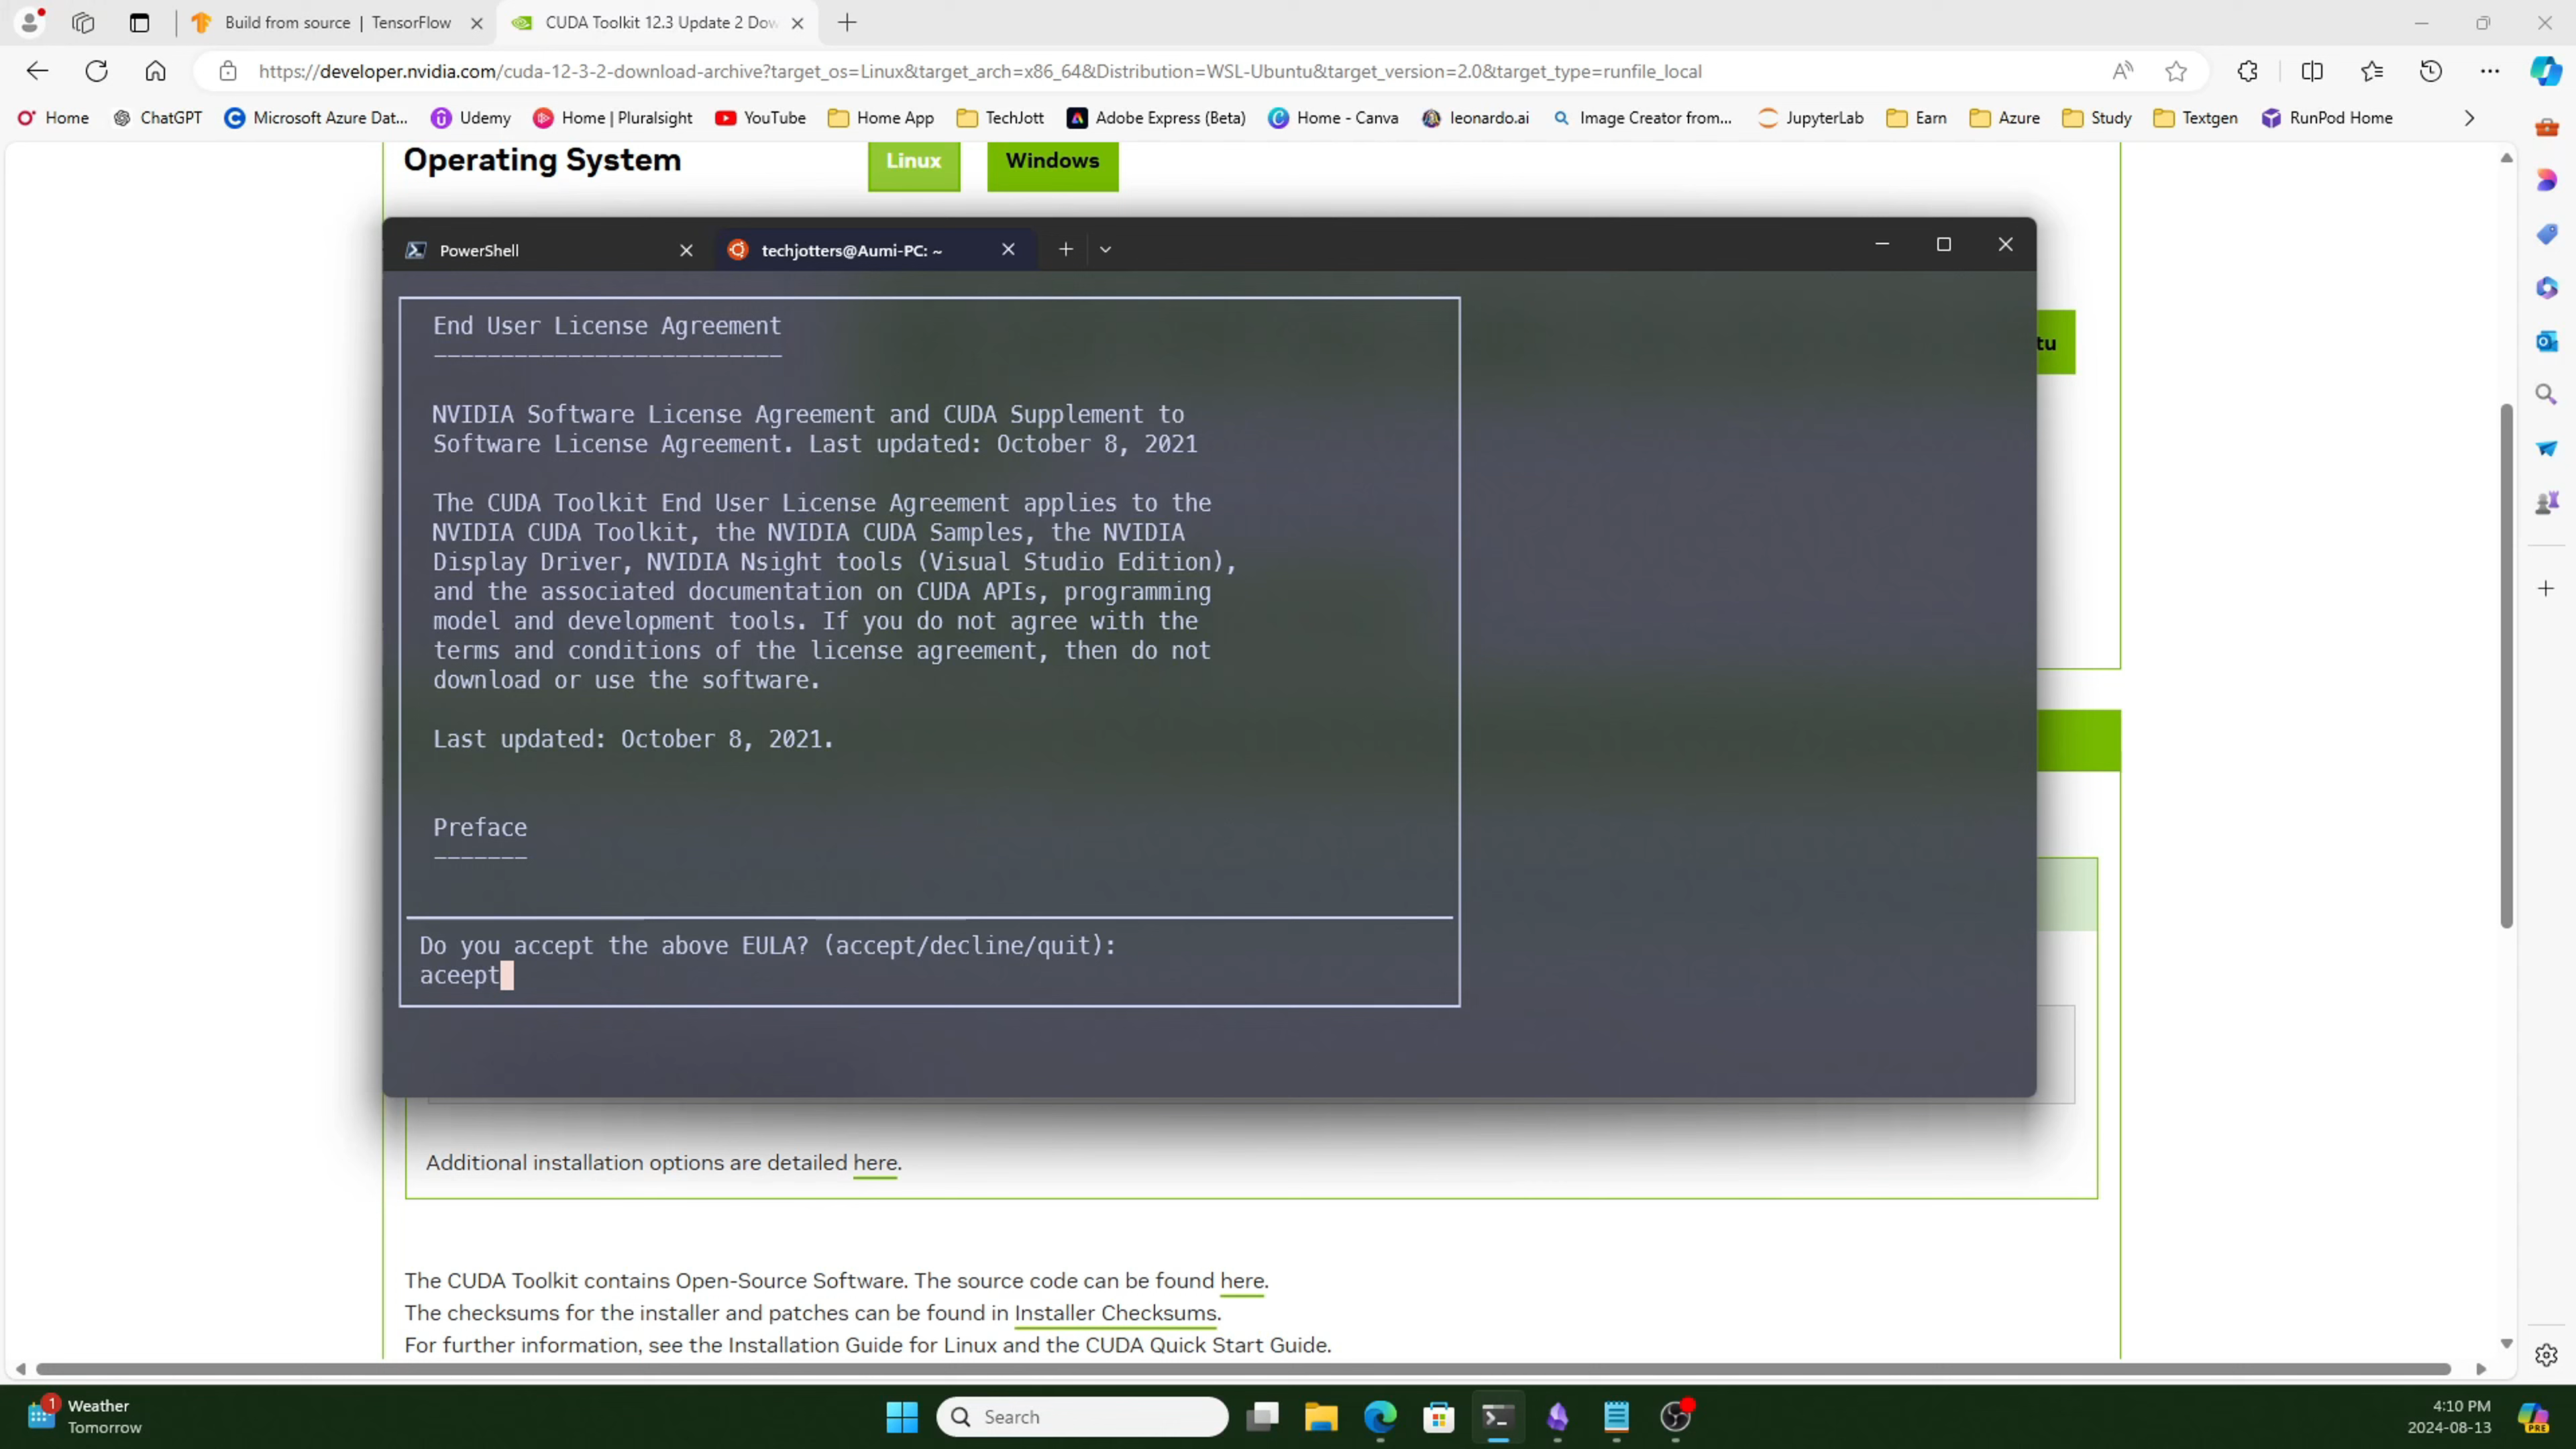 Build from source | TensorFlow
CUDA Toolkit 12.3 Update 2 Dow
https://developer.nvidia.com/cuda-12-3-2-download-archive?target_os=Linux&target_arch=x86_64&Distribution=WSL-Ubuntu&target_version=2.0&target_type=runfile_local
Home ChatGPT Microsoft Azure Dat... Udemy Home | Pluralsight YouTube Home App TechJott Adobe Express (Beta) Home - Canva leonardo.ai Image Creator from... JupyterLab Earn Azure Study Textgen RunPod Home
Operating System Linux Windows
PowerShell techjotters@Aumi-PC: ~
tu
End User License Agreement
--------------------------
NVIDIA Software License Agreement and CUDA Supplement to
Software License Agreement. Last updated: October 8, 2021
The CUDA Toolkit End User License Agreement applies to the
NVIDIA CUDA Toolkit, the NVIDIA CUDA Samples, the NVIDIA
Display Driver, NVIDIA Nsight tools (Visual Studio Edition),
and the associated documentation on CUDA APIs, programming
model and development tools. If you do not agree with the
terms and conditions of the license agreement, then do not
download or use the software.
Last updated: October 8, 2021.
Preface
-------
Do you accept the above EULA? (accept/decline/quit):
aceept
Additional installation options are detailed here.
The CUDA Toolkit contains Open-Source Software. The source code can be found here.
The checksums for the installer and patches can be found in Installer Checksums.
For further information, see the Installation Guide for Linux and the CUDA Quick Start Guide.
1
Weather
Tomorrow
Search
4:10 PM
2024-08-13
PRE